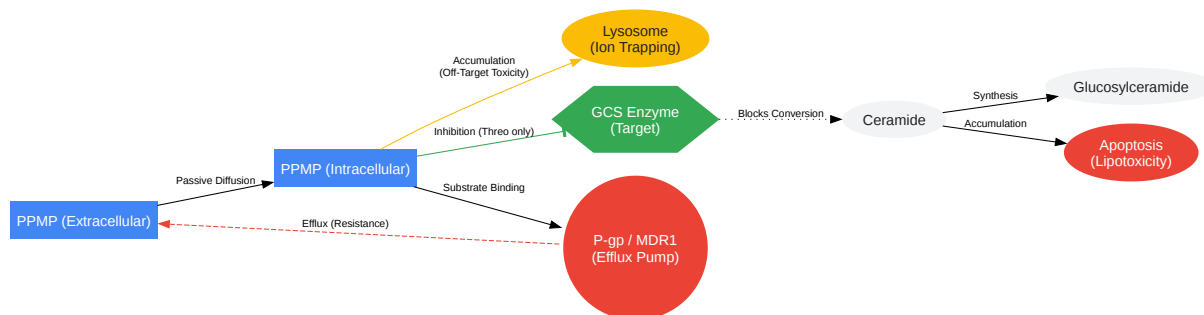 Lysosome
(Ion Trapping)
Accumulation
(Off-Target Toxicity)
GCS Enzyme
(Target)
Blocks Conversion
Ceramide
Synthesis
Glucosylceramide
Accumulation
Apoptosis
(Lipotoxicity)
Inhibition (Threo only)
PPMP (Intracellular)
Passive Diffusion
Substrate Binding
PPMP (Extracellular)
Efflux (Resistance)
P-gp / MDR1
(Efflux Pump)